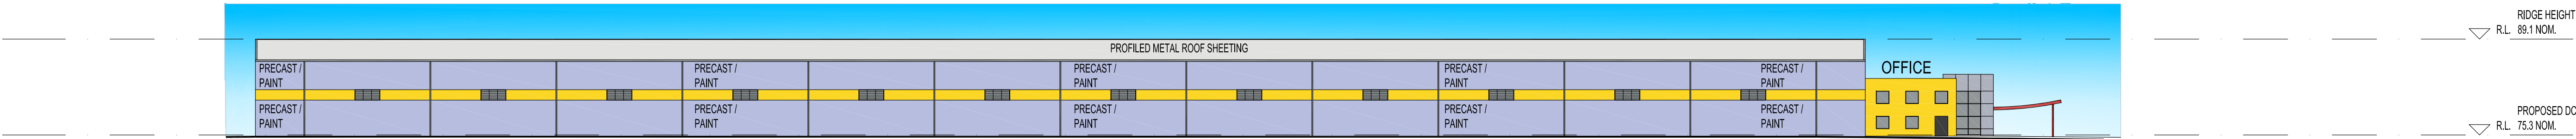 RIDGE HEIGHT
R.L. 89.1 NOM.
PROFILED METAL ROOF SHEETING
OFFICE
PRECAST /
PAINT
PRECAST /
PAINT
PRECAST /
PAINT
PRECAST /
PAINT
PRECAST /
PAINT
PRECAST /
PAINT
PRECAST /
PAINT
PRECAST /
PAINT
PRECAST /
PAINT
PRECAST /
PAINT
PROPOSED DO
R.L. 75.3 NOM.